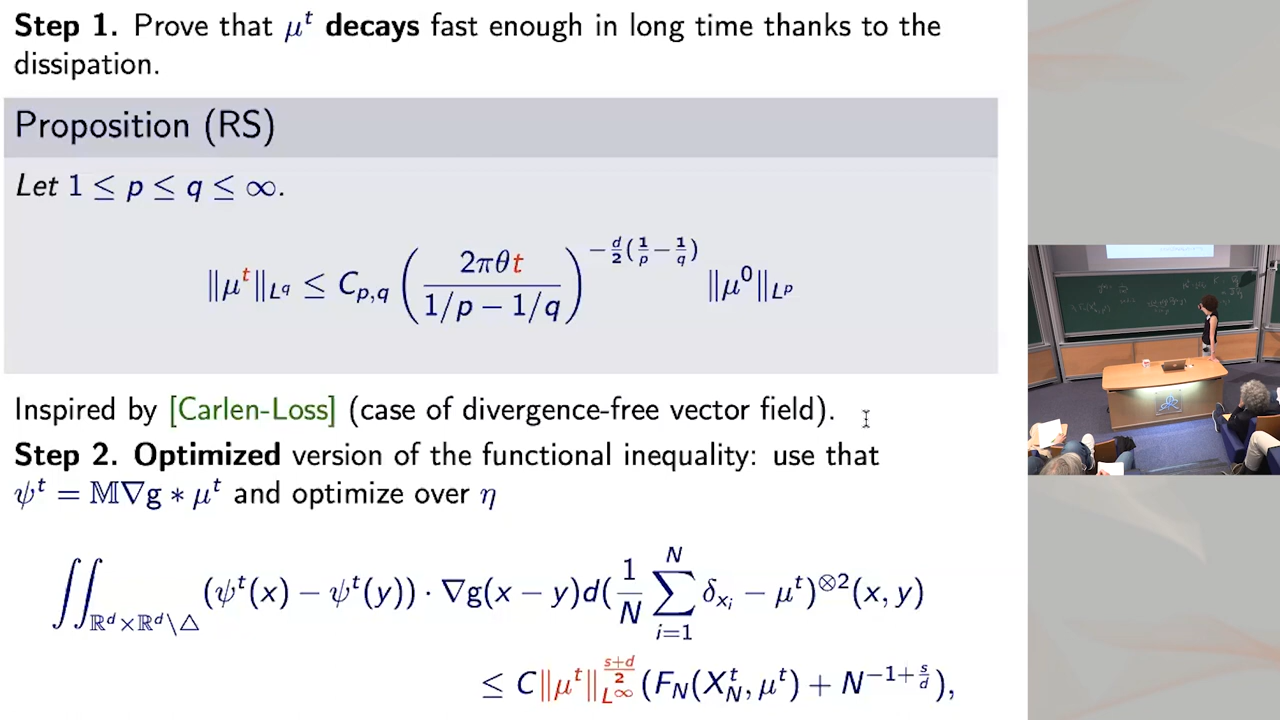 Step 1. Prove that μ^t decays fast enough in long time thanks to the
dissipation.
Proposition (RS)
Let 1 ≤ p ≤ q ≤ ∞.
‖μ^t‖_{L^q} ≤ C_{p,q} ( 2πθt / (1/p − 1/q) )^{−d/2(1/p − 1/q)} ‖μ^0‖_{L^p}
Inspired by [Carlen-Loss] (case of divergence-free vector field).
Step 2. Optimized version of the functional inequality: use that
ψ^t = 𝕄∇g ∗ μ^t and optimize over η
∬_{ℝ^d×ℝ^d\△} (ψ^t(x) − ψ^t(y)) · ∇g(x − y)d( 1/N ∑_{i=1}^{N} δ_{x_i} − μ^t)^{⊗2}(x, y)
≤ C‖μ^t‖_{L^∞}^{(s+d)/2} (F_N(X_N^t, μ^t) + N^{−1+s/d}),